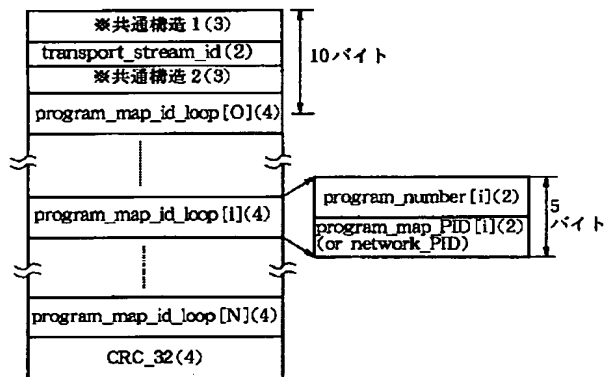 ※共通構造1(3)
transport_stream_id(2)
※共通構造2(3)
10バイト
program_map_id_loop[0](4)
program_map_id_loop[i](4)
program_number[i](2)
program_map_PID[i](2)
(or network_PID)
5
バイト
program_map_id_loop[N](4)
CRC_32(4)